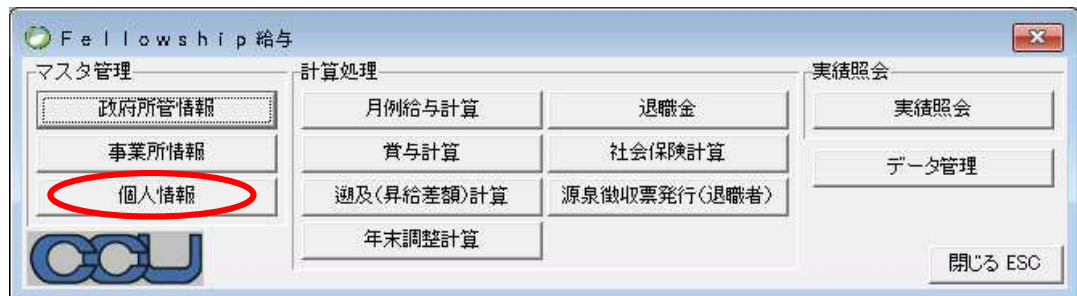 Ｆｅｌｌｏｗｓｈｉｐ給与
マスタ管理
政府所管情報
事業所情報
個人情報
CCU
計算処理
月例給与計算
退職金
賞与計算
社会保険計算
遡及(昇給差額)計算
源泉徴収票発行(退職者)
年末調整計算
実績照会
実績照会
データ管理
閉じる ESC